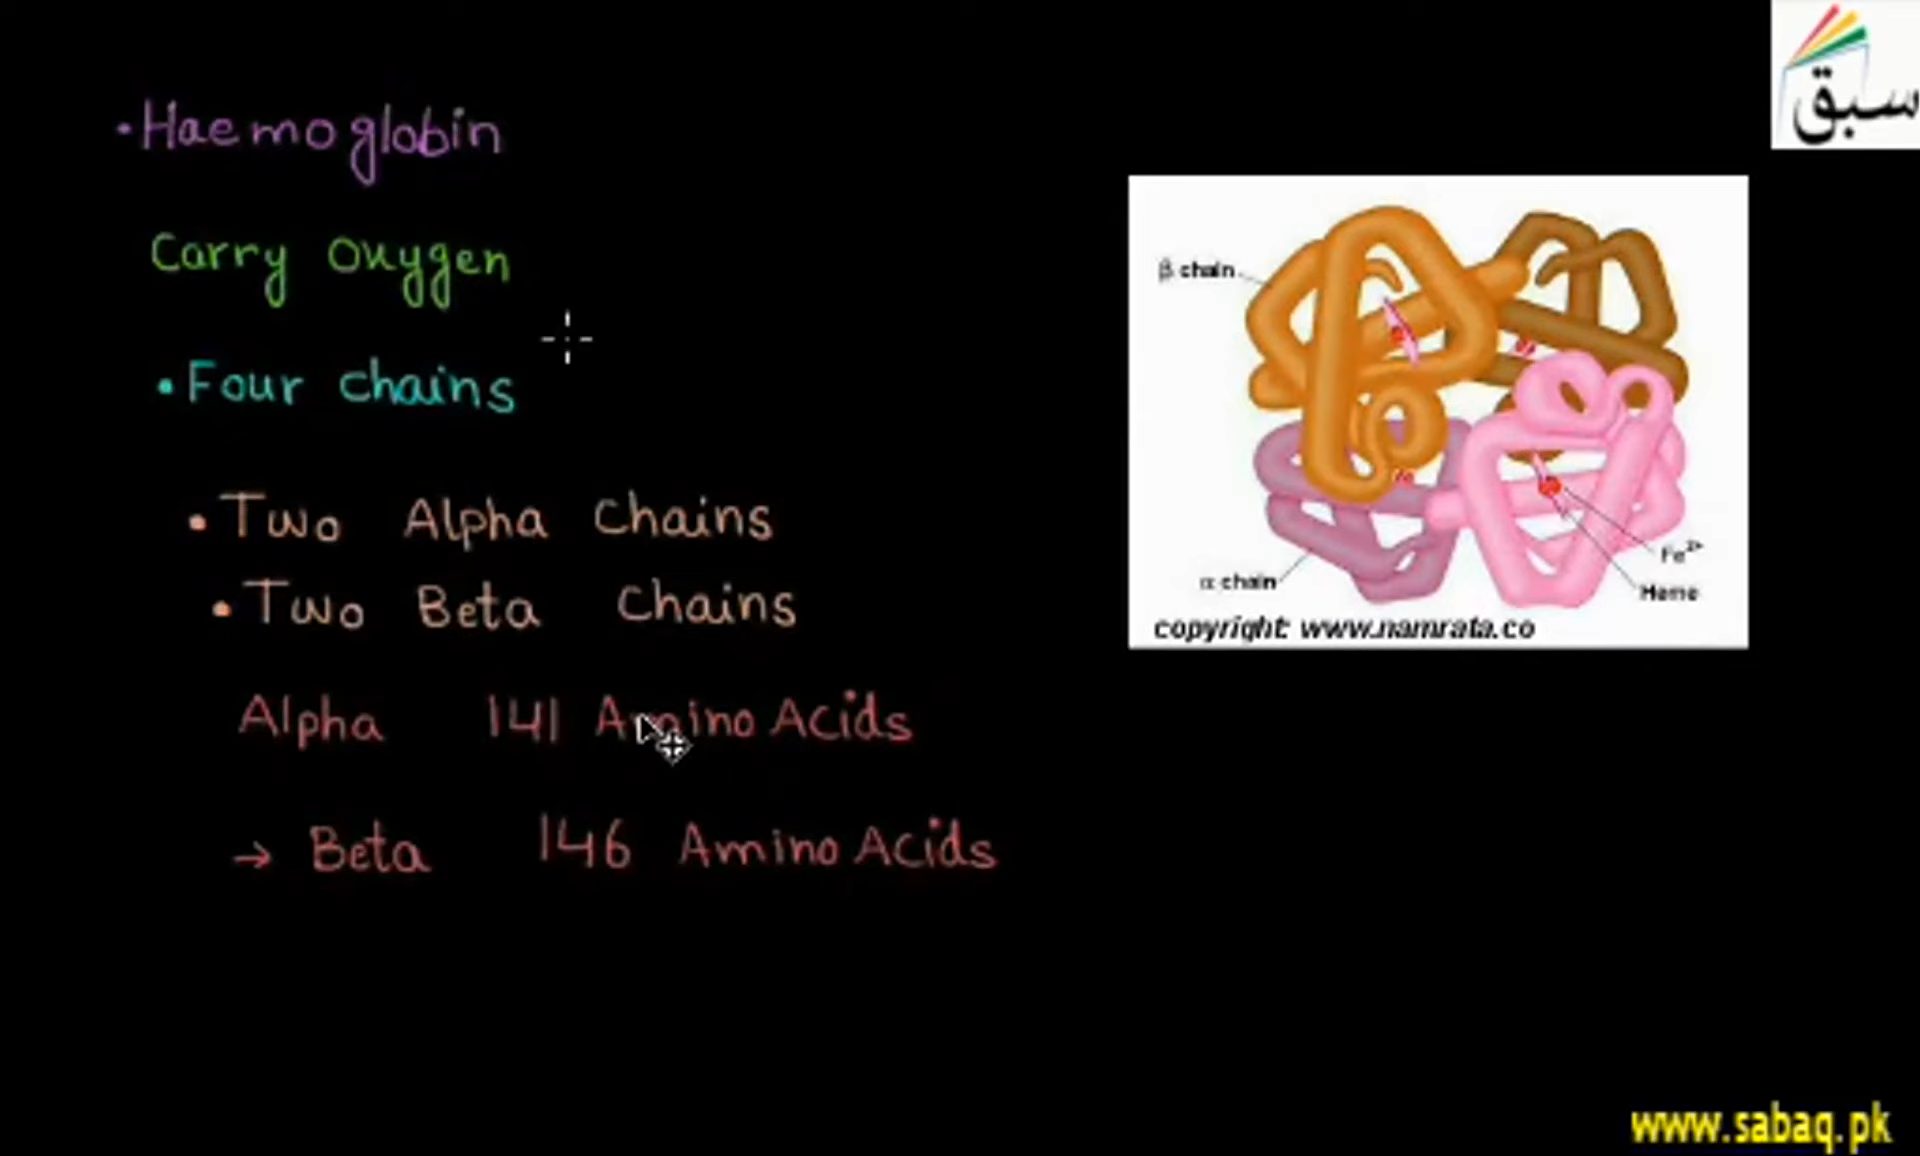 ·Haemoglobin
Carry Oxygen
·Four Chains
·Two Alpha Chains
·Two Beta Chains
Alpha 141 Amino Acids
→ Beta 146 Amino Acids
سبق
β chain
α chain
Fe²⁺
Heme
copyright: www.namrata.co
www.sabaq.pk